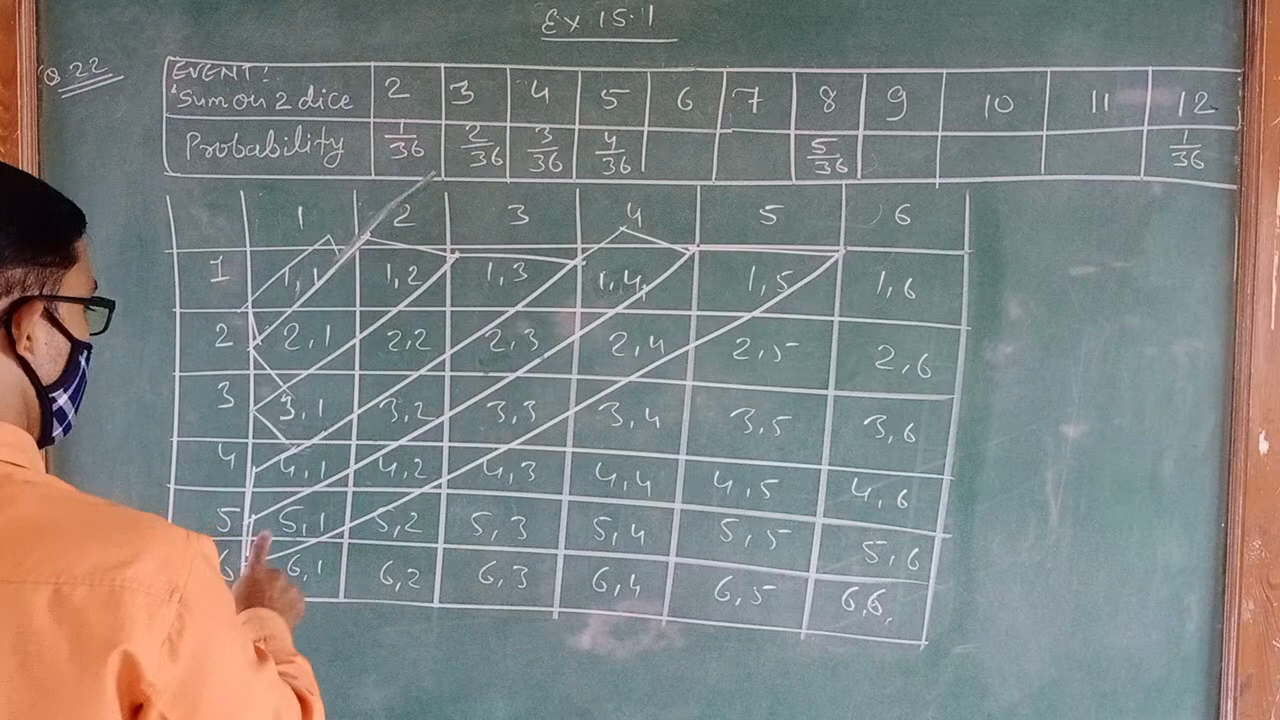 Ex 15.1
Q.22
EVENT:
"Sum on 2 dice 2 3 4 5 6 7 8 9 10 11 12
Probability 1/36 2/36 3/36 4/36 5/36 1/36
1 2 3 4 5 6
1 1,1 1,2 1,3 1,4 1,5 1,6
2 2,1 2,2 2,3 2,4 2,5 2,6
3 3,1 3,2 3,3 3,4 3,5 3,6
4 4,1 4,2 4,3 4,4 4,5 4,6
5 5,1 5,2 5,3 5,4 5,5 5,6
6 6,1 6,2 6,3 6,4 6,5 6,6,